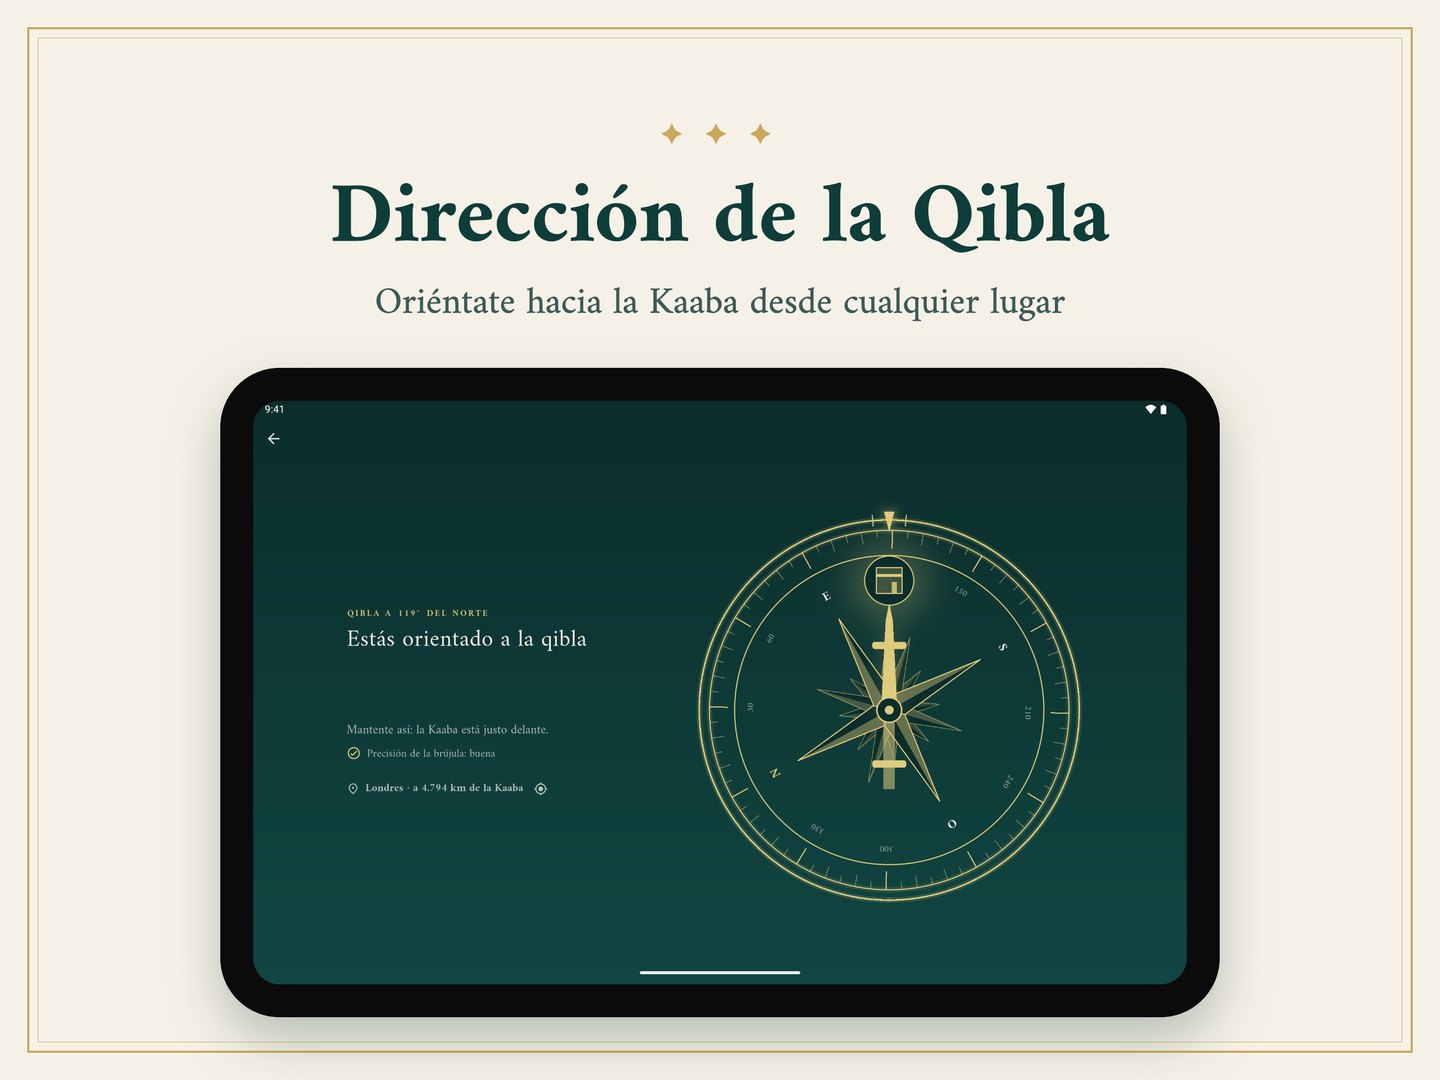 Dirección de la Qibla
Oriéntate hacia la Kaaba desde cualquier lugar
9:41
QIBLA A 119° DEL NORTE
Estás orientado a la qibla
Mantente así: la Kaaba está justo delante.
Precisión de la brújula: buena
Londres · a 4.794 km de la Kaaba
E
150
S
60
30
210
N
240
330
O
300